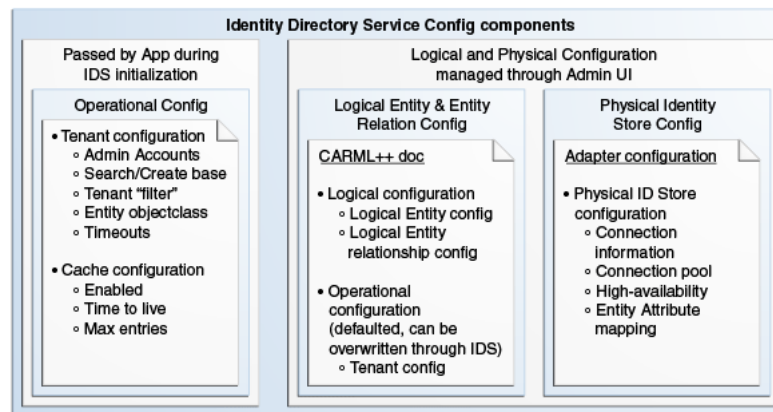 Identity Directory Service Config components
Passed by App during
IDS initialization
Operational Config
• Tenant configuration
○ Admin Accounts
○ Search/Create base
○ Tenant “filter”
○ Entity objectclass
○ Timeouts
• Cache configuration
○ Enabled
○ Time to live
○ Max entries
Logical and Physical Configuration
managed through Admin UI
Logical Entity & Entity
Relation Config
CARML++ doc
• Logical configuration
○ Logical Entity config
○ Logical Entity
relationship config
• Operational
configuration
(defaulted, can be
overwritten through IDS)
○ Tenant config
Physical Identity
Store Config
Adapter configuration
• Physical ID Store
configuration
○ Connection
information
○ Connection pool
○ High-availability
○ Entity Attribute
mapping